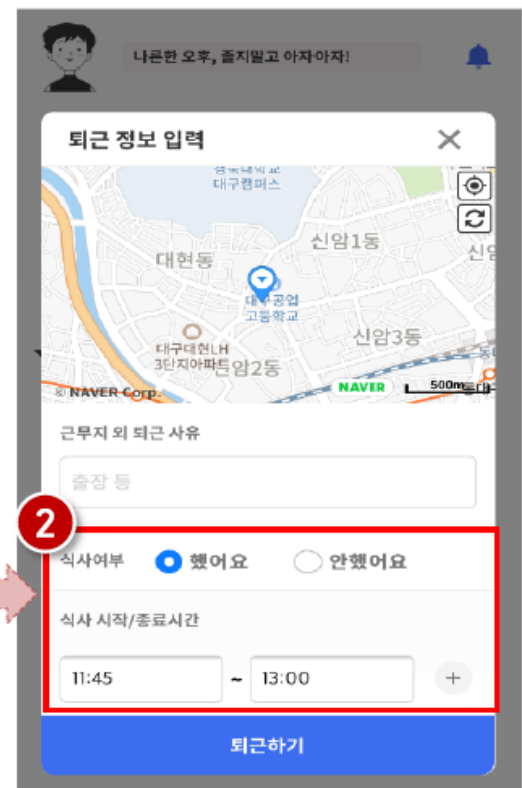 나른한 오후, 졸지말고 아자아자!
퇴근 정보 입력
경북대학교
대구캠퍼스
신암1동
대현동
대구공업
고등학교
신암3동
대구대현LH
3단지아파트
암2동
© NAVER Corp.
NAVER
500m
근무지 외 퇴근 사유
출장 등
2
식사여부 했어요 안했어요
식사 시작/종료시간
11:45 ~ 13:00 +
퇴근하기